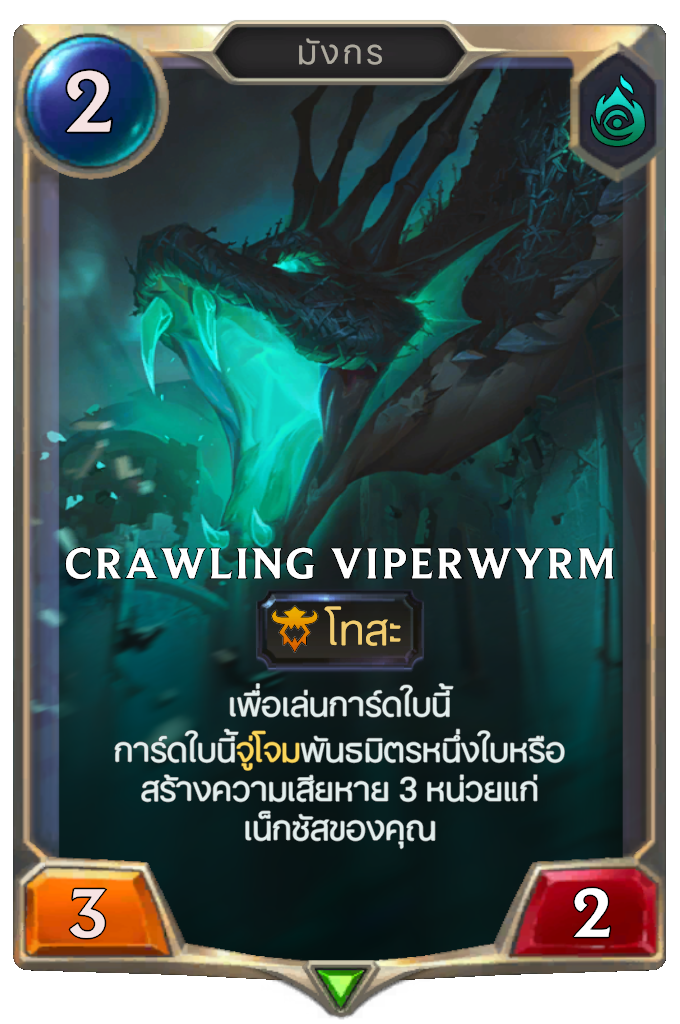 มังกร
2
CRAWLING VIPERWYRM
โทสะ
เพื่อเล่นการ์ดใบนี้
การ์ดใบนี้จู่โจมพันธมิตรหนึ่งใบหรือ
สร้างความเสียหาย 3 หน่วยแก่
เน็กซัสของคุณ
3
2